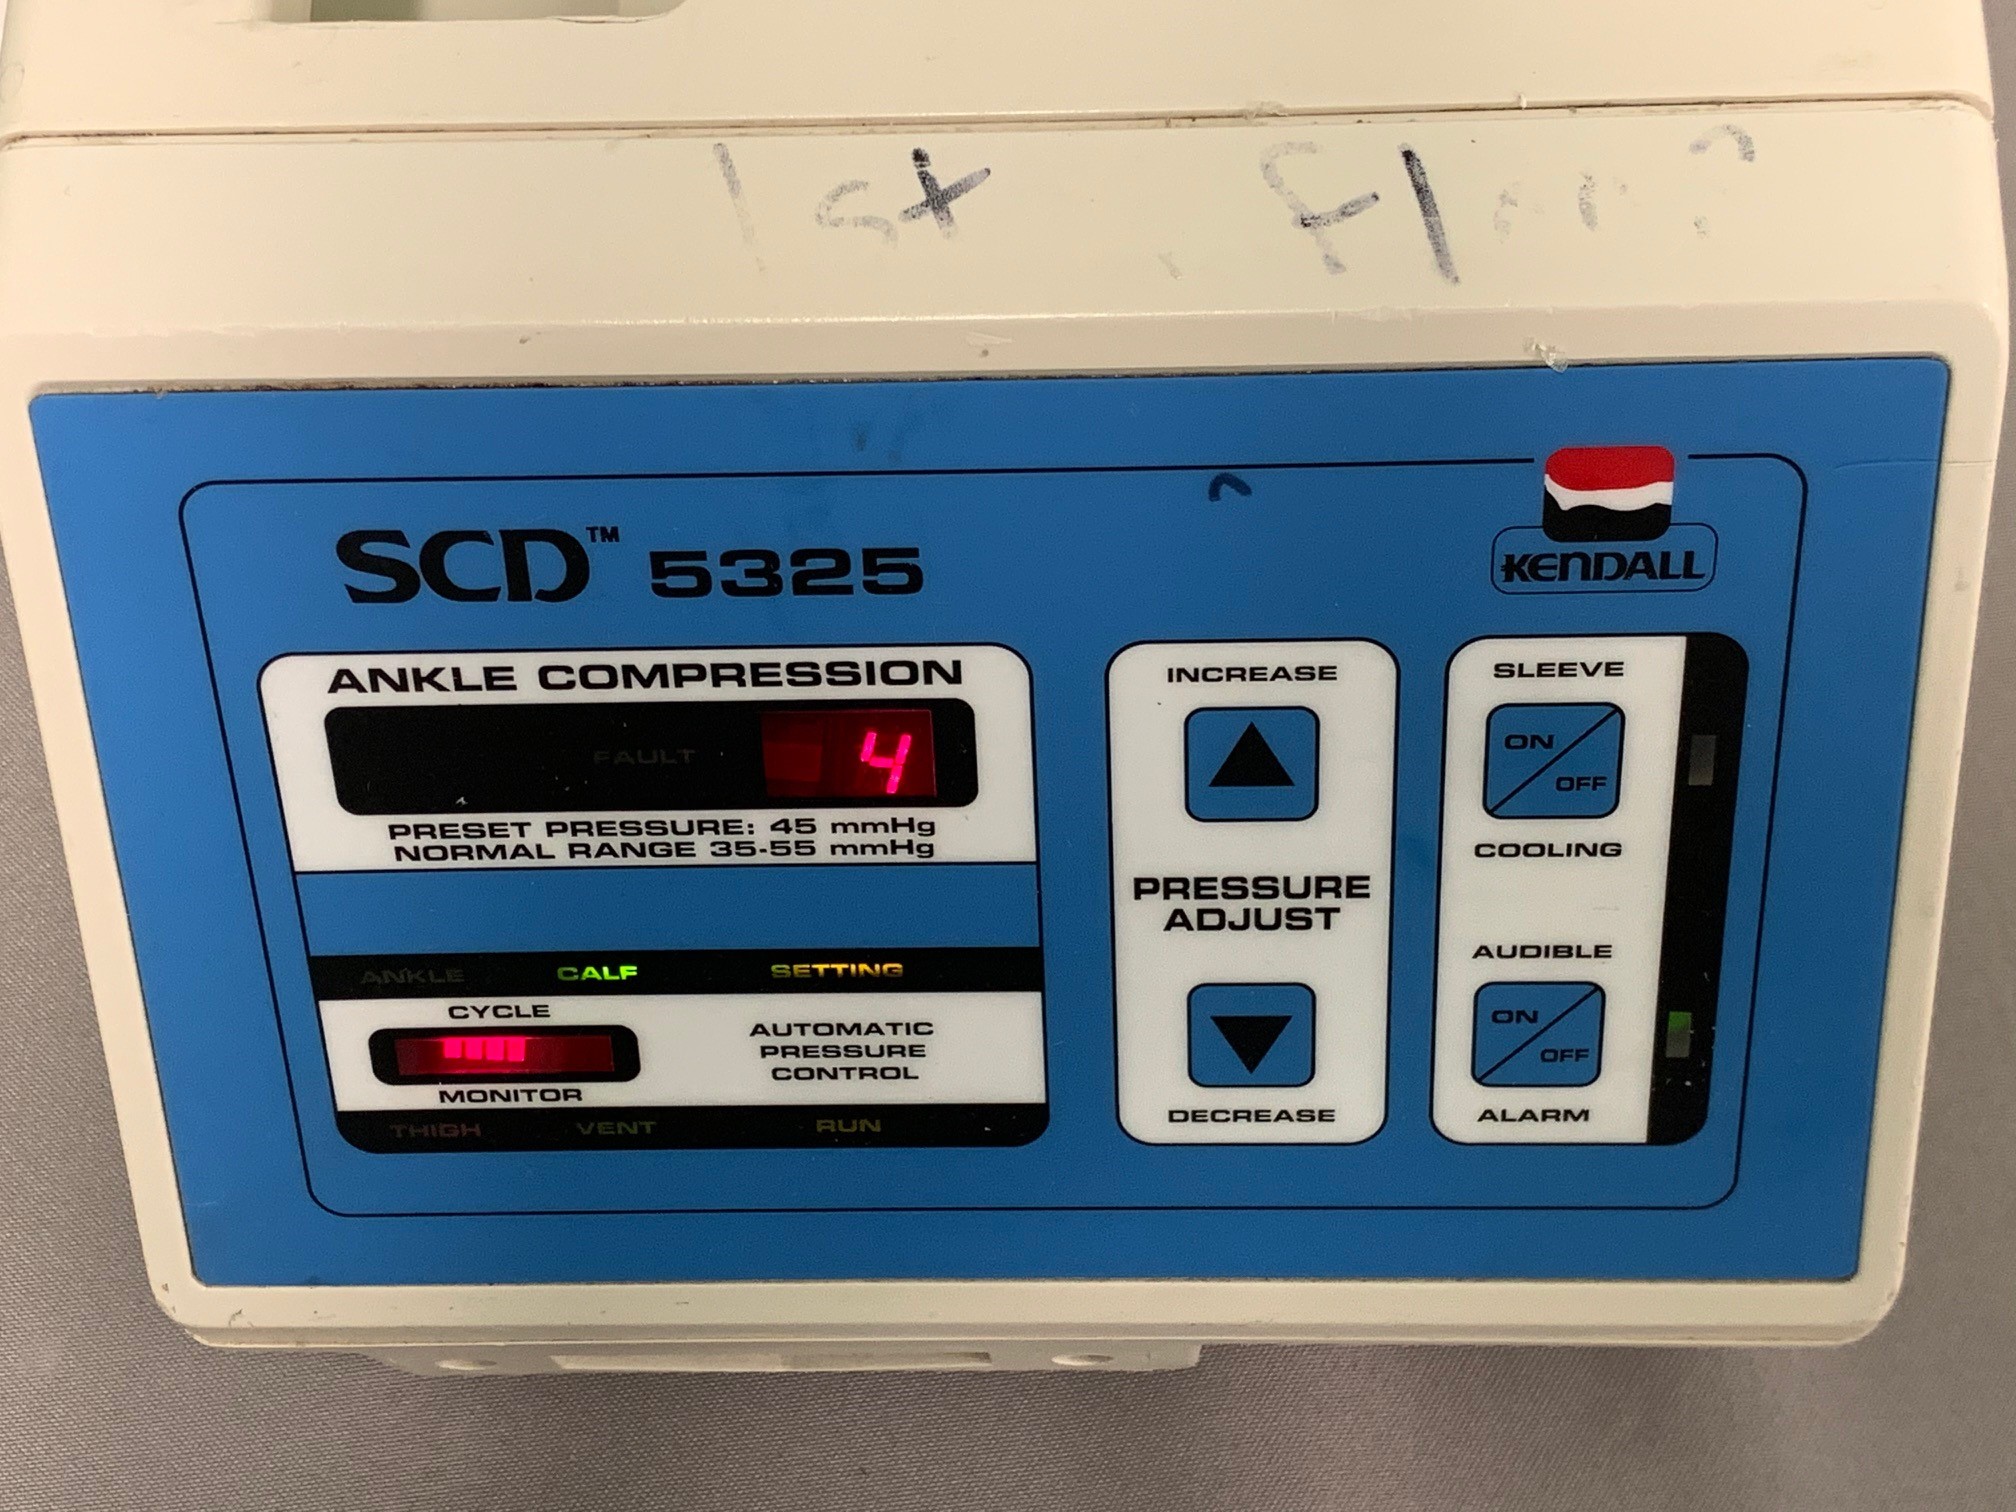 1st Floor
SCD™ 5325
KENDALL
ANKLE COMPRESSION
FAULT 4
PRESET PRESSURE: 45 mmHg
NORMAL RANGE 35-55 mmHg
ANKLE CALF SETTING
CYCLE
MONITOR
AUTOMATIC
PRESSURE
CONTROL
THIGH VENT RUN
INCREASE
PRESSURE
ADJUST
DECREASE
SLEEVE
ON
OFF
COOLING
AUDIBLE
ON
OFF
ALARM